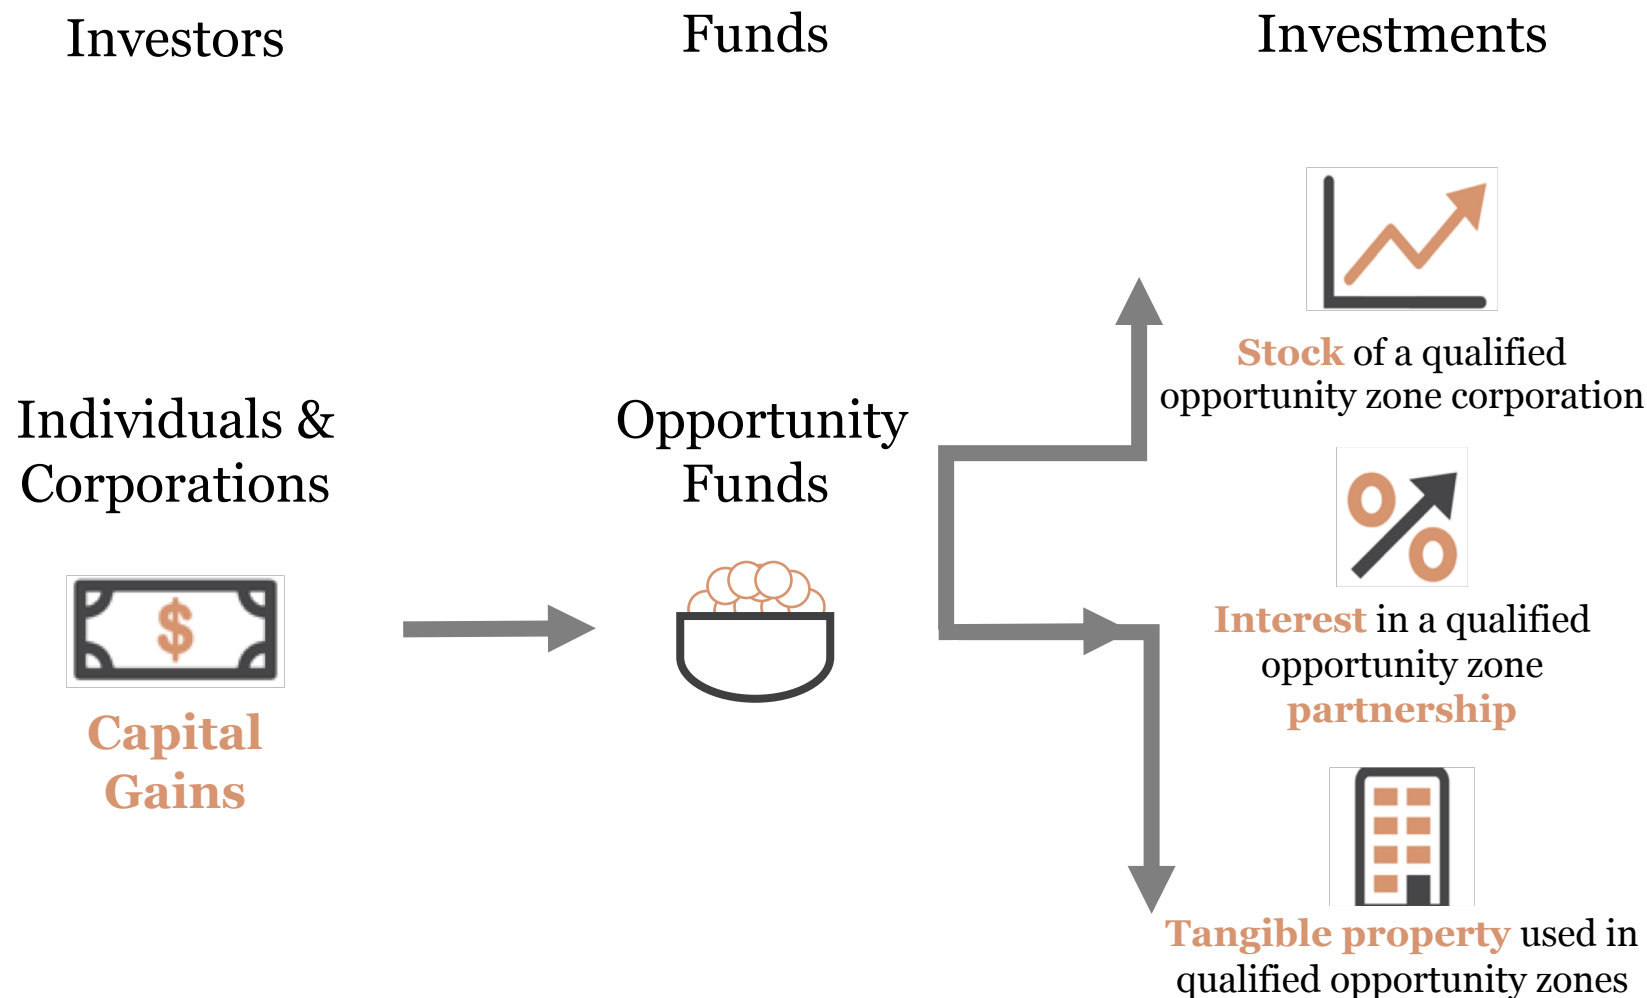 Investors
Funds
Investments
Individuals &
Corporations
$
Capital
Gains
Opportunity
Funds
Stock of a qualified
opportunity zone corporation
Interest in a qualified
opportunity zone
partnership
Tangible property used in
qualified opportunity zones